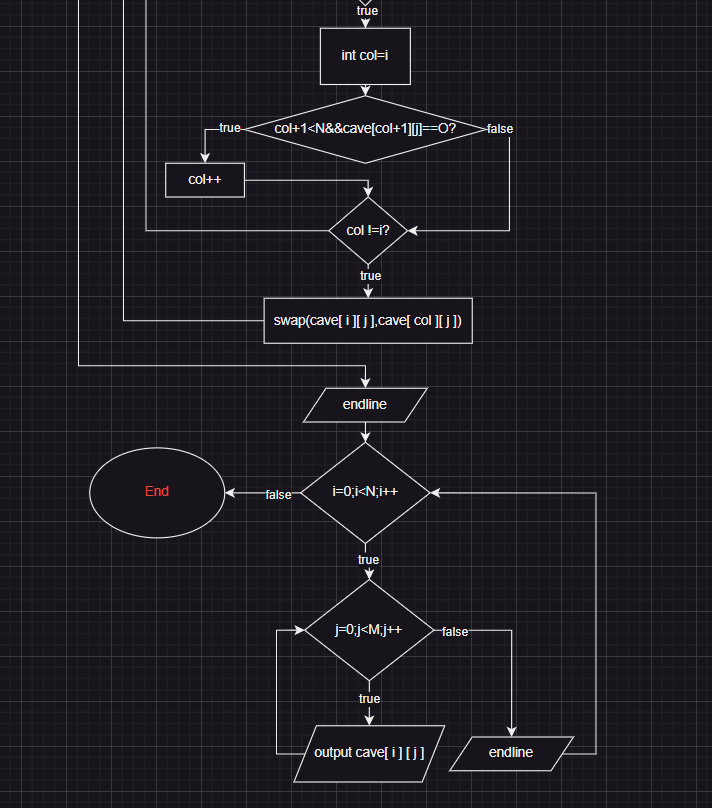 true
int col=i
col+1<N&&cave[col+1][j]==O?
true
false
col++
col !=i?
true
swap(cave[ i ][ j ],cave[ col ][ j ])
endline
i=0;i<N;i++
End
false
true
j=0;j<M;j++
false
true
output cave[ i ] [ j ]
endline